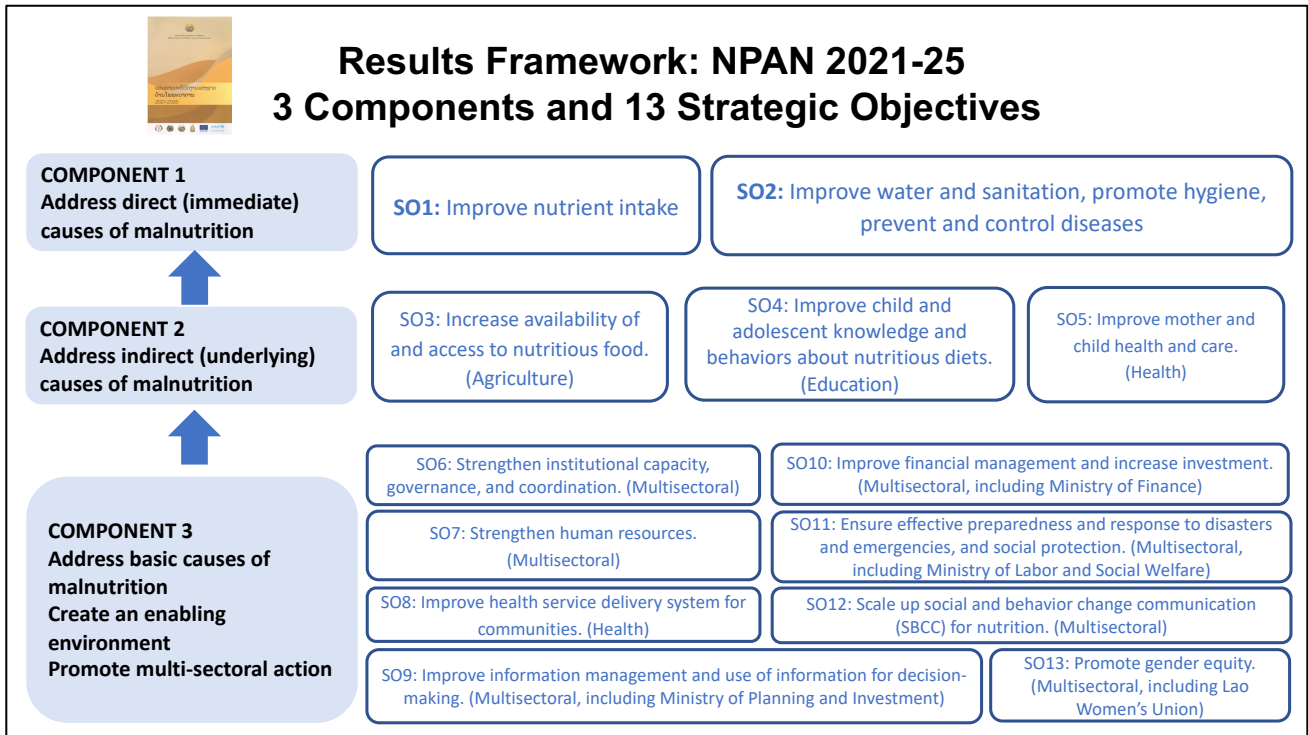 Results Framework: NPAN 2021-25
3 Components and 13 Strategic Objectives
2021-2025
COMPONENT 1
Address direct (immediate)
causes of malnutrition
SO1: Improve nutrient intake
SO2: Improve water and sanitation, promote hygiene,
prevent and control diseases
COMPONENT 2
Address indirect (underlying)
causes of malnutrition
SO3: Increase availability of
and access to nutritious food.
(Agriculture)
SO4: Improve child and
adolescent knowledge and
behaviors about nutritious diets.
(Education)
SO5: Improve mother and
child health and care.
(Health)
COMPONENT 3
Address basic causes of
malnutrition
Create an enabling
environment
Promote multi-sectoral action
SO6: Strengthen institutional capacity,
governance, and coordination. (Multisectoral)
SO10: Improve financial management and increase investment.
(Multisectoral, including Ministry of Finance)
SO7: Strengthen human resources.
(Multisectoral)
SO11: Ensure effective preparedness and response to disasters
and emergencies, and social protection. (Multisectoral,
including Ministry of Labor and Social Welfare)
SO8: Improve health service delivery system for
communities. (Health)
SO12: Scale up social and behavior change communication
(SBCC) for nutrition. (Multisectoral)
SO9: Improve information management and use of information for decision-
making. (Multisectoral, including Ministry of Planning and Investment)
SO13: Promote gender equity.
(Multisectoral, including Lao
Women's Union)